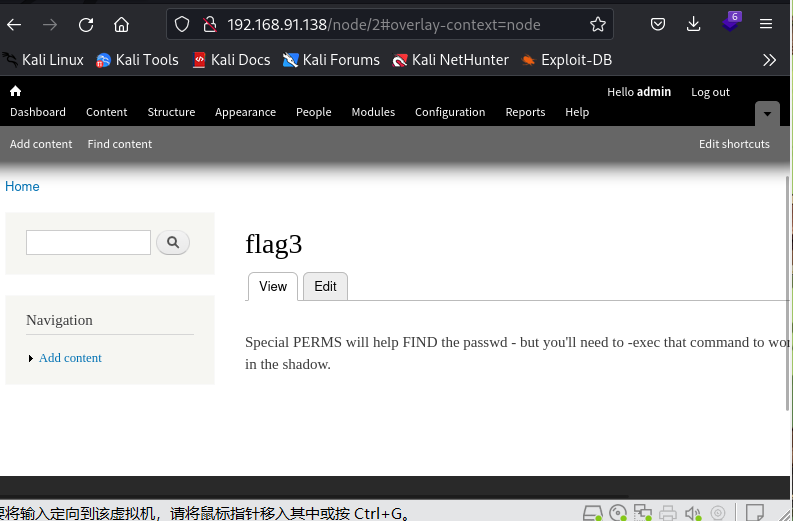 192.168.91.138/node/2#overlay-context=node
6
Kali Linux Kali Tools Kali Docs Kali Forums Kali NetHunter Exploit-DB
Hello admin Log out
Dashboard Content Structure Appearance People Modules Configuration Reports Help
Add content Find content Edit shortcuts
Home
flag3
View Edit
Navigation
Add content
Special PERMS will help FIND the passwd - but you'll need to -exec that command to
in the shadow.
要将输入定向到该虚拟机，请将鼠标指针移入其中或按 Ctrl+G。